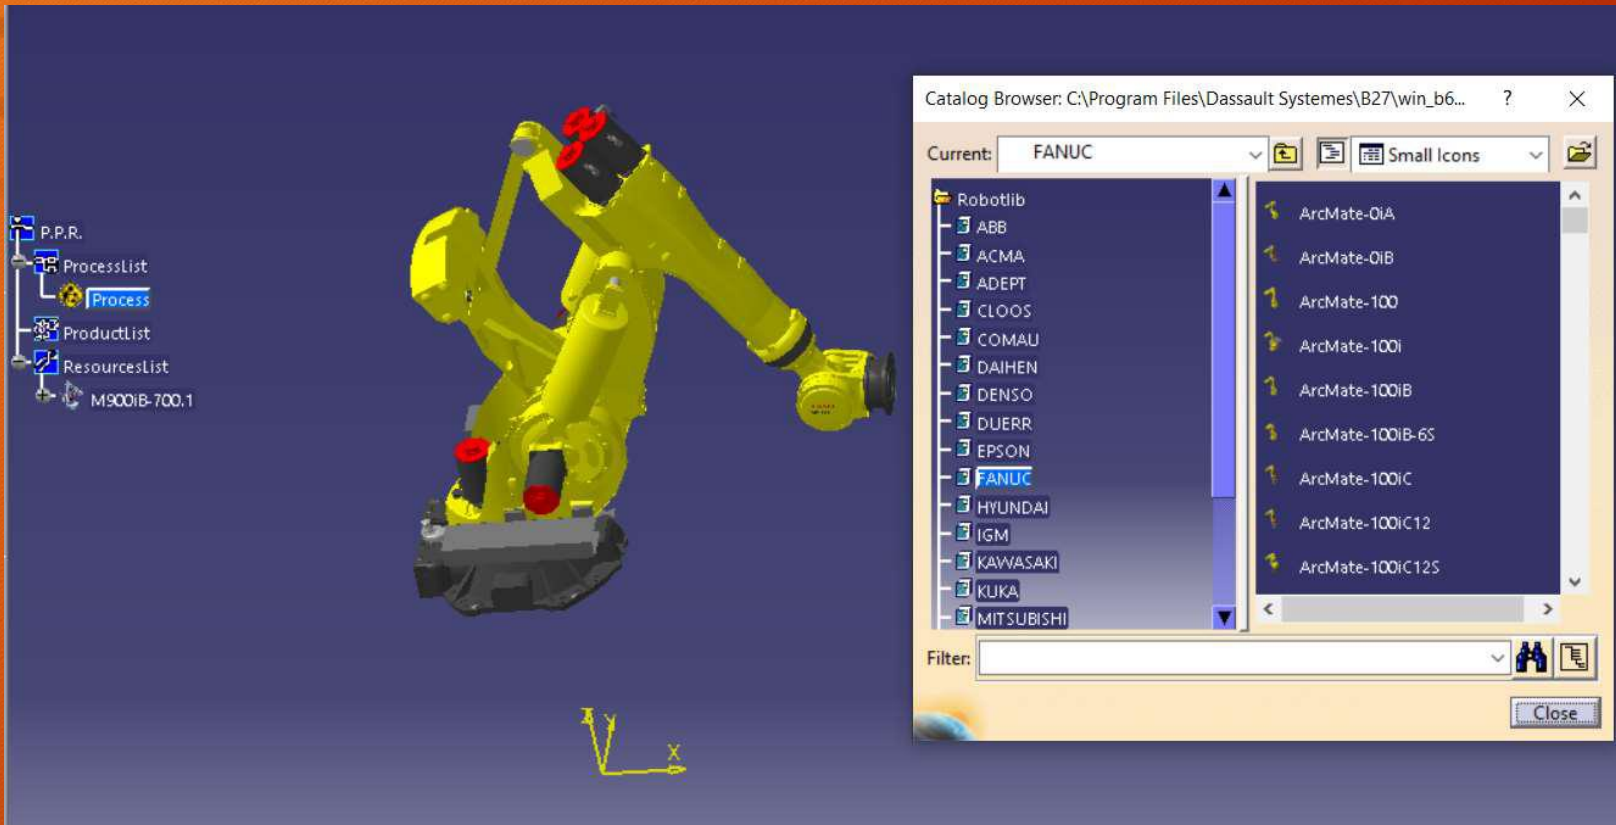 P.P.R.
ProcessList
Process
ProductList
ResourcesList
M900iB-700.1
X
Y
Z
Catalog Browser: C:\Program Files\Dassault Systemes\B27\win_b6...
?
Current:
FANUC
Small Icons
Robotlib
ABB
ACMA
ADEPT
CLOOS
COMAU
DAIHEN
DENSO
DUERR
EPSON
FANUC
HYUNDAI
IGM
KAWASAKI
KUKA
MITSUBISHI
ArcMate-0iA
ArcMate-0iB
ArcMate-100
ArcMate-100i
ArcMate-100iB
ArcMate-100iB-6S
ArcMate-100iC
ArcMate-100iC12
ArcMate-100iC12S
Filter:
Close